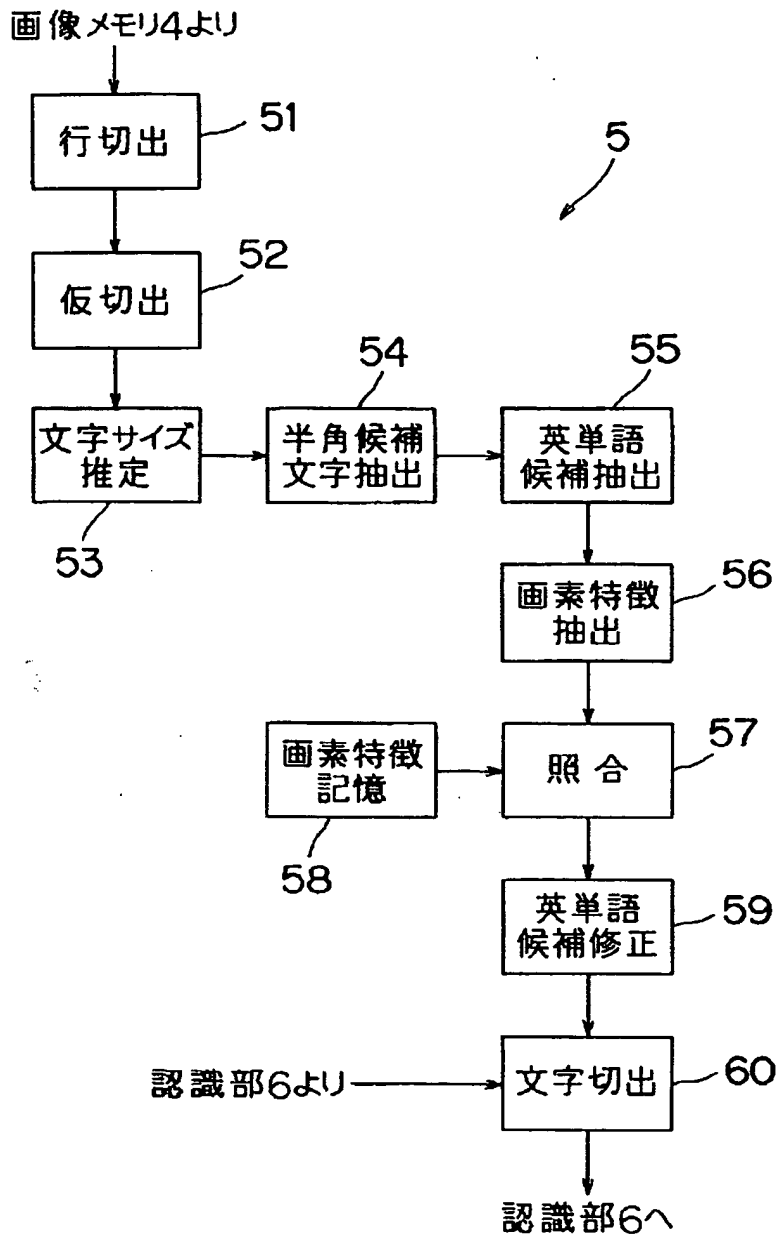 画像メモリ4より
行切出
51
5
仮切出
52
文字サイズ
推定
53
半角候補
文字抽出
54
英単語
候補抽出
55
画素特徴
抽出
56
画素特徴
記憶
58
照合
57
英単語
候補修正
59
認識部6より
文字切出
60
認識部6へ